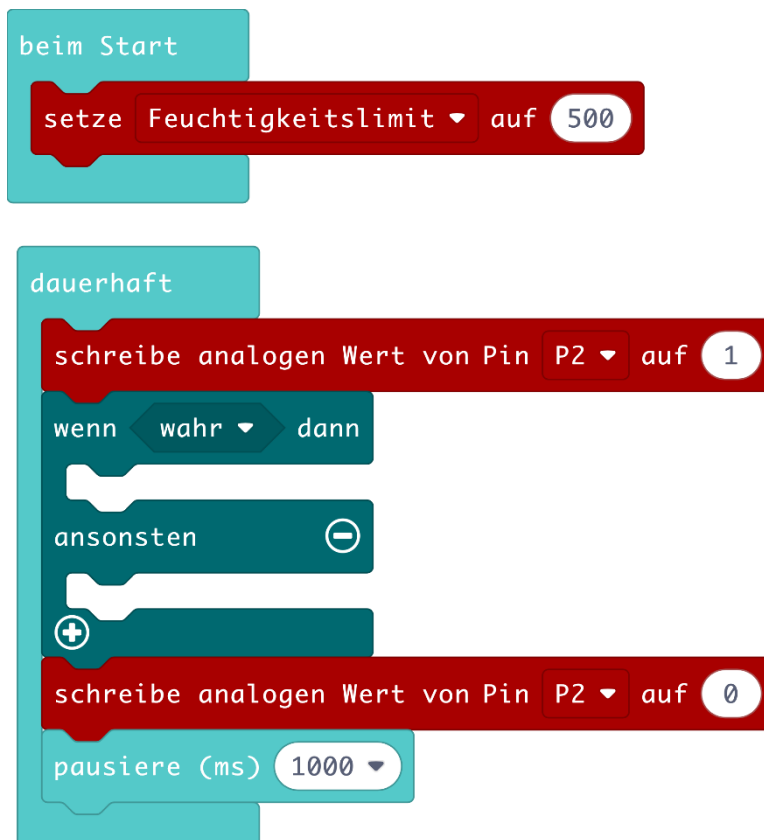 beim Start
setze Feuchtigkeitslimit auf 500
dauerhaft
schreibe analogen Wert von Pin P2 auf 1
wenn wahr dann
ansonsten
schreibe analogen Wert von Pin P2 auf 0
pausiere (ms) 1000